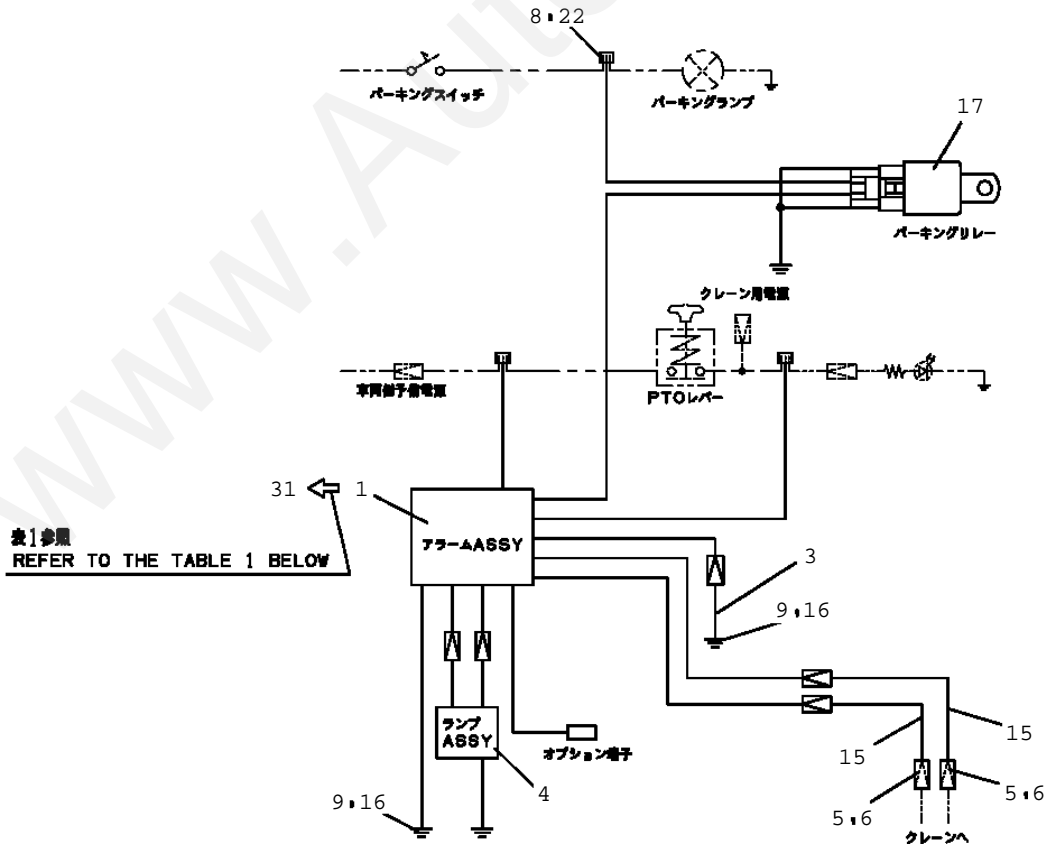 8・22
パーキングスイッチ
パーキングランプ
17
パーキングリレー
クレーン用電源
車両側予備電源
PTOレバー
31
1
表1参照
REFER TO THE TABLE 1 BELOW
アラームASSY
3
9・16
ランプ
ASSY
オプション端子
4
15
15
9・16
5・6
5・6
クレーンへ
www.Aut